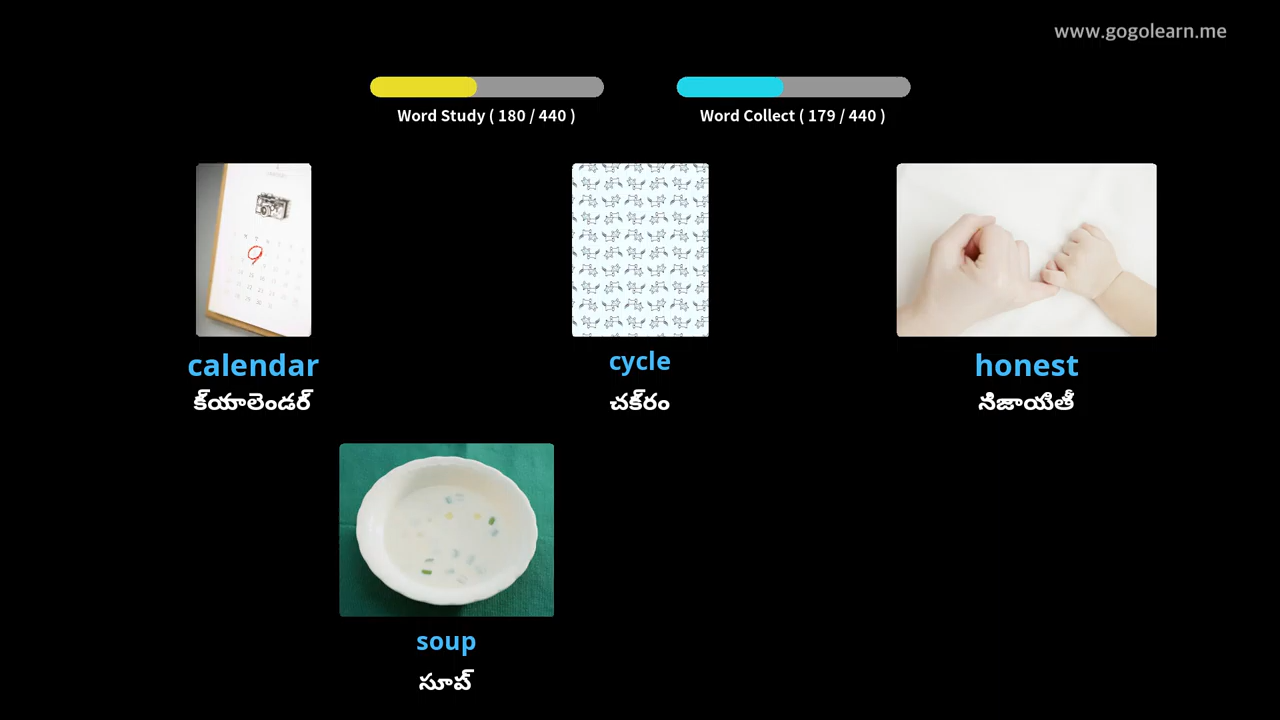 www.gogolearn.me
Word Study ( 180 / 440 )
Word Collect ( 179 / 440 )
calendar
cycle
honest
క్‌యాలెండర్
చక్‌రం
నిజాయితీ
soup
సూప్